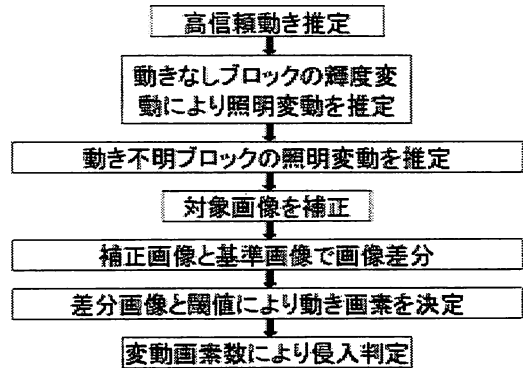 高信頼動き推定
動きなしブロックの輝度変
動により照明変動を推定
動き不明ブロックの照明変動を推定
対象画像を補正
補正画像と基準画像で画像差分
差分画像と閾値により動き画素を決定
変動画素数により侵入判定